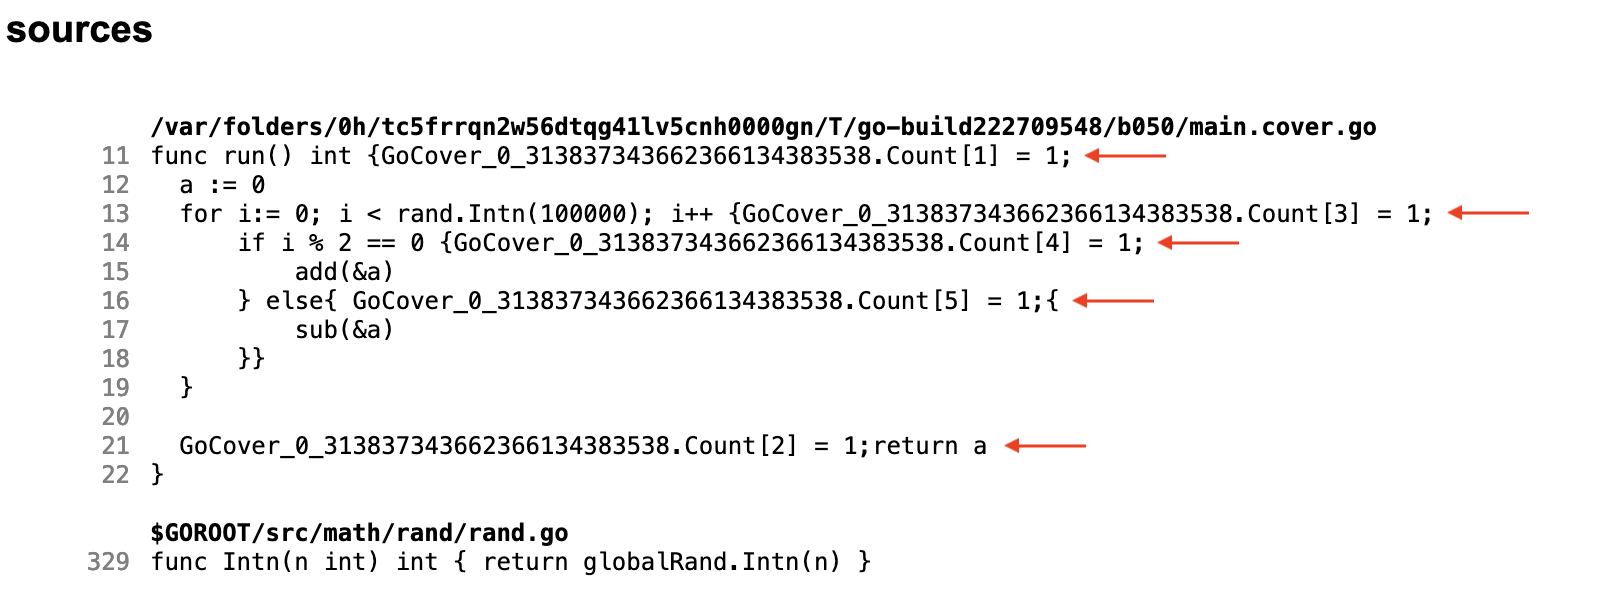 sources
/var/folders/0h/tc5frrqn2w56dtqg41lv5cnh0000gn/T/go-build222709548/b050/main.cover.go
11 func run() int {GoCover_0_313837343662366134383538.Count[1] = 1;
12 a := 0
13 for i:= 0; i < rand.Intn(100000); i++ {GoCover_0_313837343662366134383538.Count[3] = 1;
14 if i % 2 == 0 {GoCover_0_313837343662366134383538.Count[4] = 1;
15 add(&a)
16 } else{ GoCover_0_313837343662366134383538.Count[5] = 1;{
17 sub(&a)
18 }}
19 }
20
21 GoCover_0_313837343662366134383538.Count[2] = 1;return a
22 }
$GOROOT/src/math/rand/rand.go
329 func Intn(n int) int { return globalRand.Intn(n) }